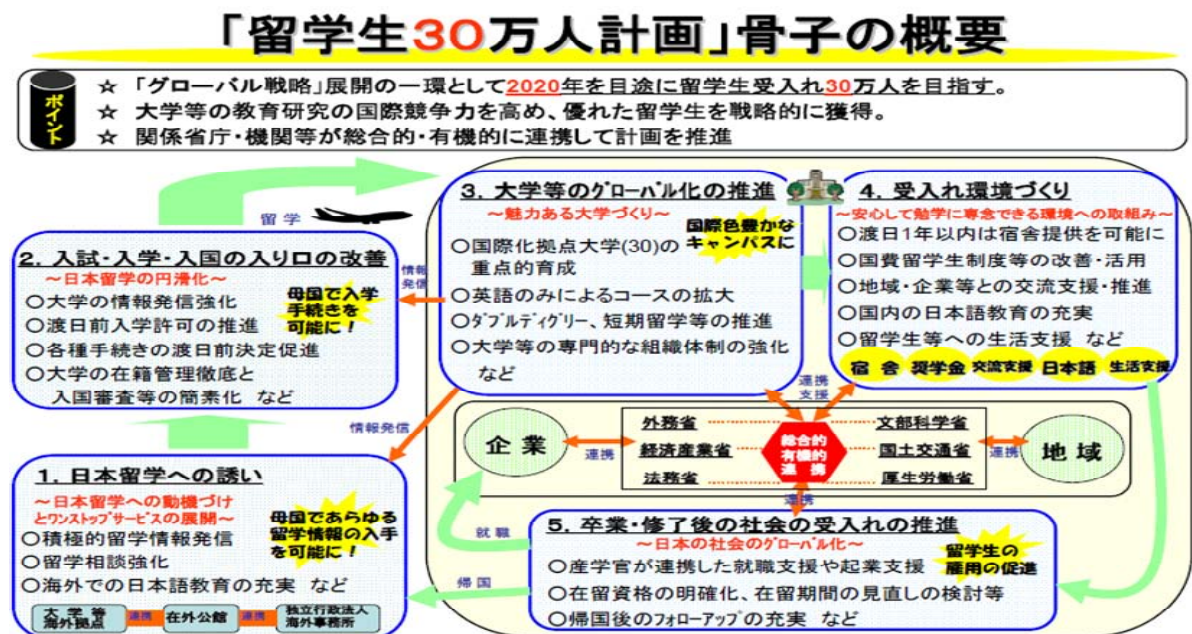 「留学生30万人計画」骨子の概要
ポイント
☆ 「グローバル戦略」展開の一環として2020年を目途に留学生受入れ30万人を目指す。
☆ 大学等の教育研究の国際競争力を高め、優れた留学生を戦略的に獲得。
☆ 関係省庁・機関等が総合的・有機的に連携して計画を推進
留学
2. 入試・入学・入国の入り口の改善
～日本留学の円滑化～
○大学の情報発信強化
○渡日前入学許可の推進
○各種手続きの渡日前決定促進
○大学の在籍管理徹底と
入国審査等の簡素化 など
母国で入学
手続きを
可能に!
情報
発信
3. 大学等のグローバル化の推進
～魅力ある大学づくり～
国際色豊かな
キャンパスに
○国際化拠点大学(30)の
重点的育成
○英語のみによるコースの拡大
○ダブルディグリー、短期留学等の推進
○大学等の専門的な組織体制の強化
など
4. 受入れ環境づくり
～安心して勉学に専念できる環境への取組み～
○渡日1年以内は宿舎提供を可能に
○国費留学生制度等の改善・活用
○地域・企業等との交流支援・推進
○国内の日本語教育の充実
○留学生等への生活支援 など
宿舎 奨学金 交流支援 日本語 生活支援
連携
支援
情報発信
企業
連携
外務省
経済産業省
法務省
総合的
有機的
連携
文部科学省
国土交通省
厚生労働省
連携
地域
連携
1. 日本留学への誘い
～日本留学への動機づけ
とワンストップサービスの展開～
○積極的留学情報発信
○留学相談強化
○海外での日本語教育の充実 など
母国であらゆる
留学情報の入手
を可能に!
大学等
海外拠点
連携
在外公館
連携
独立行政法人
海外事務所
就職
帰国
5. 卒業・修了後の社会の受入れの推進
～日本の社会のグローバル化～
○産学官が連携した就職支援や起業支援
○在留資格の明確化、在留期間の見直しの検討等
○帰国後のフォローアップの充実 など
留学生の
雇用の促進